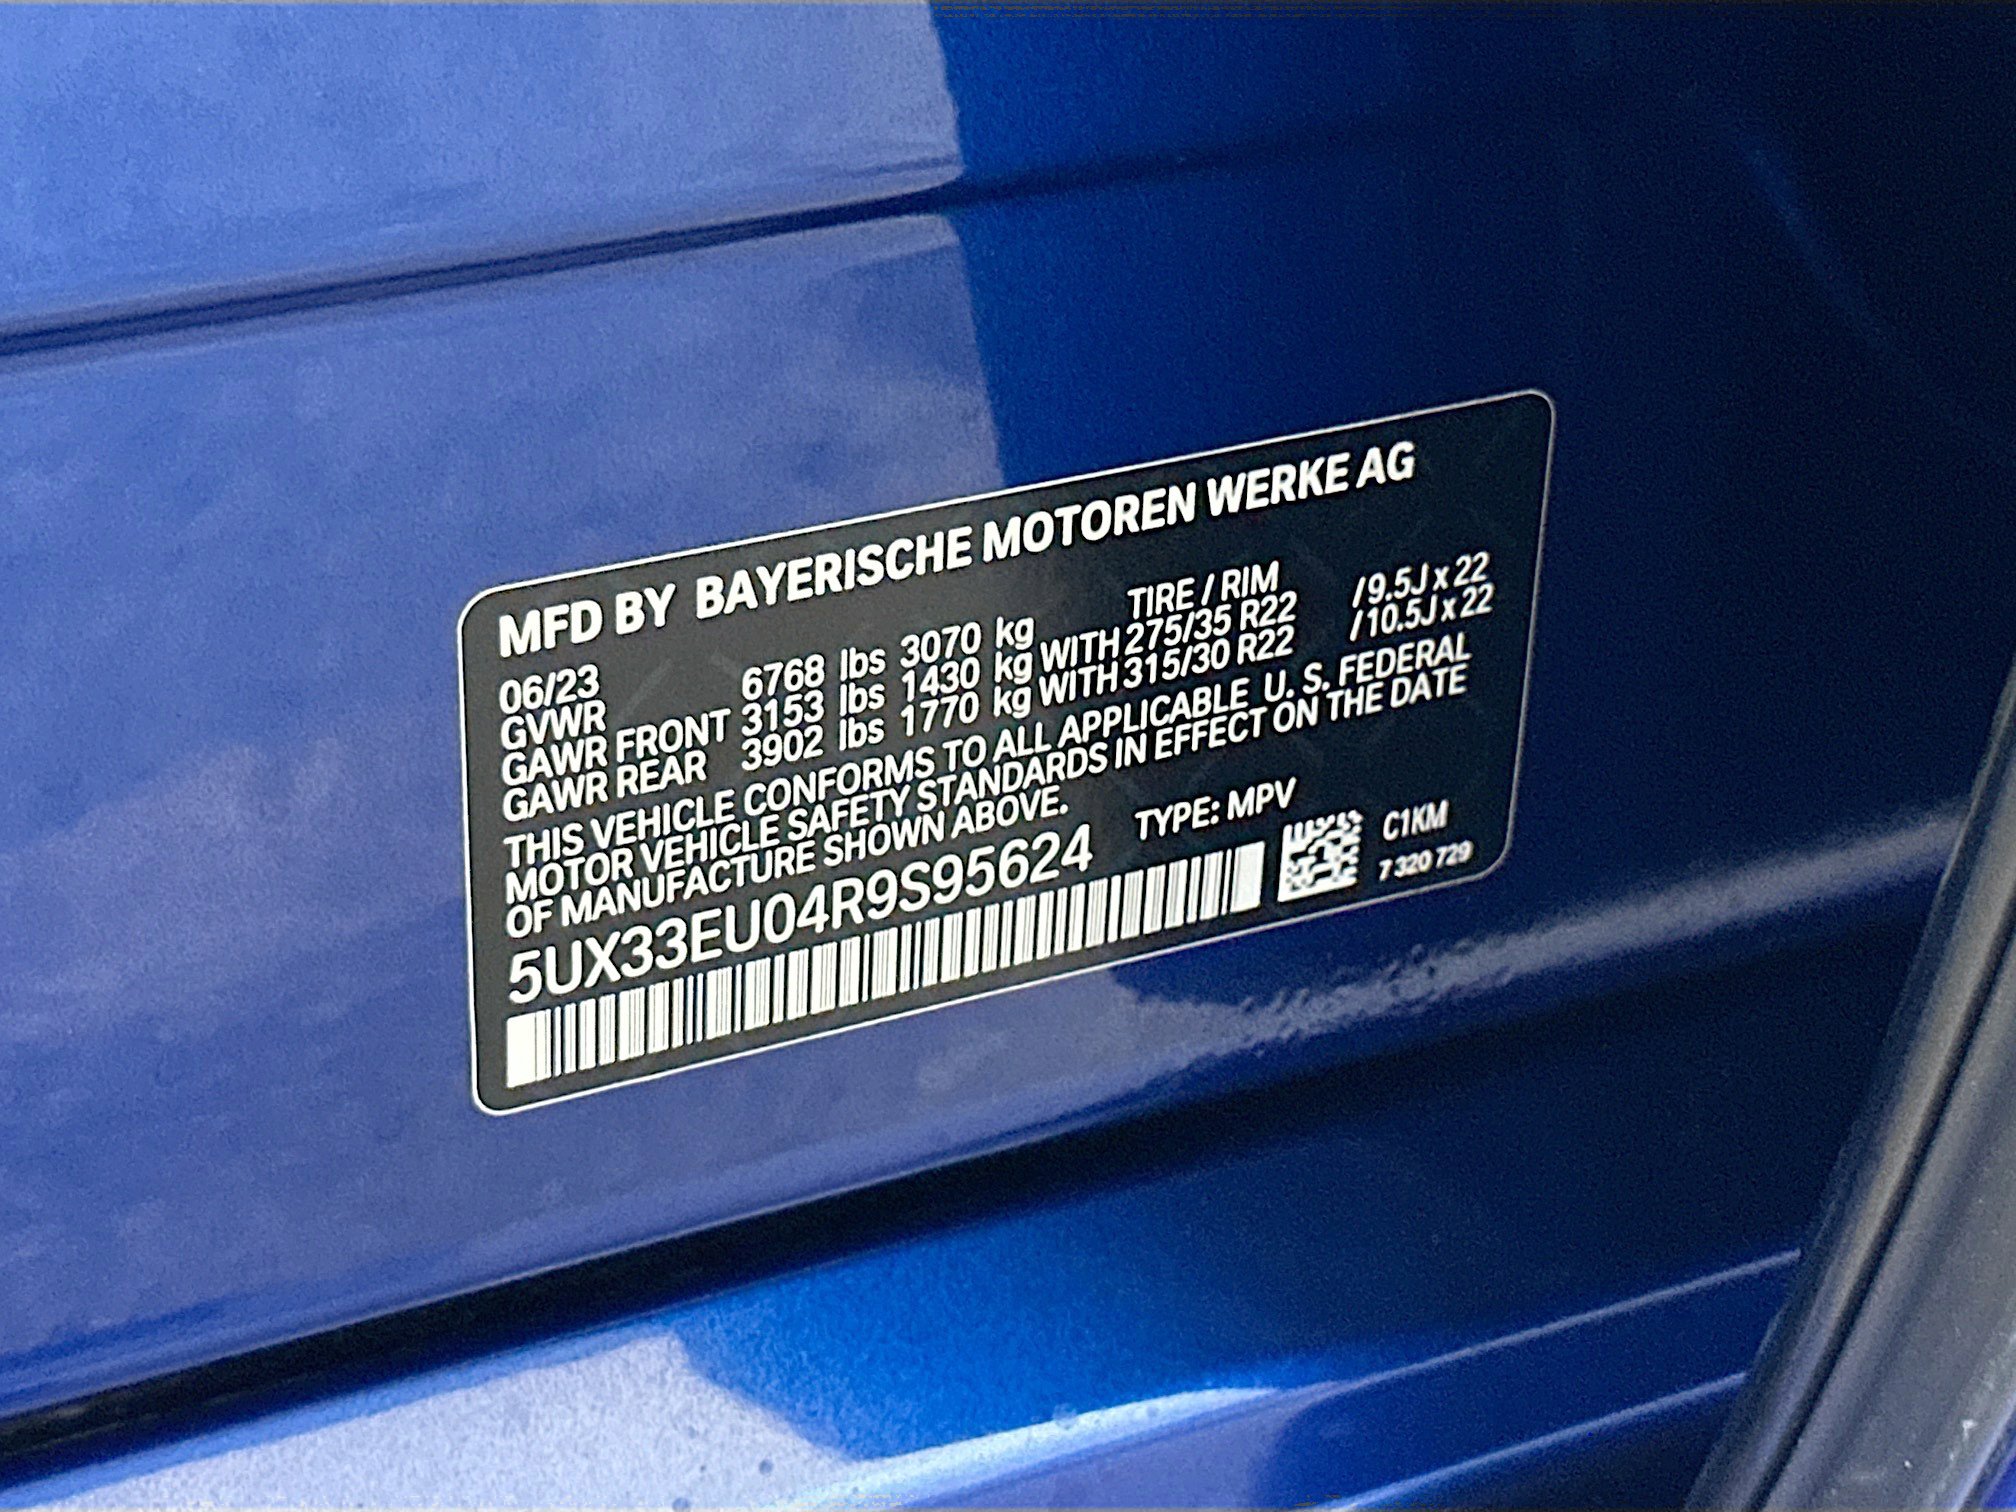 MFD BY BAYERISCHE MOTOREN WERKE AG
06/23 TIRE / RIM
GVWR 6768 lbs 3070 kg
GAWR FRONT 3153 lbs 1430 kg WITH 275/35 R22 /9.5J x 22
GAWR REAR 3902 lbs 1770 kg WITH 315/30 R22 /10.5J x 22
THIS VEHICLE CONFORMS TO ALL APPLICABLE U. S. FEDERAL
MOTOR VEHICLE SAFETY STANDARDS IN EFFECT ON THE DATE
OF MANUFACTURE SHOWN ABOVE.
5UX33EU04R9S95624 TYPE: MPV
C1KM
7 320 729